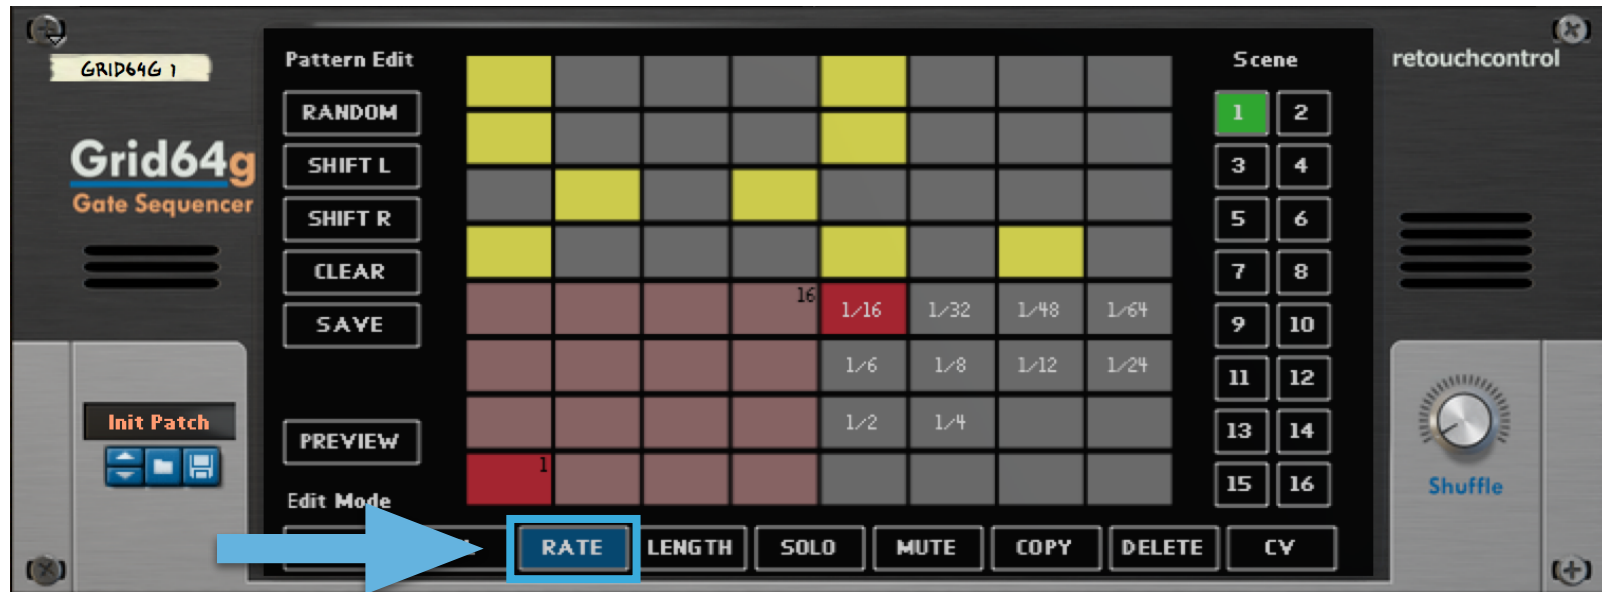 GRID64G 1
Grid64g
Gate Sequencer
Init Patch
Pattern Edit
RANDOM
SHIFT L
SHIFT R
CLEAR
SAVE
PREVIEW
Edit Mode
16
1/16 1/32 1/48 1/64
1/6 1/8 1/12 1/24
1/2 1/4
1
RATE LENGTH SOLO MUTE COPY DELETE CV
Scene
1 2
3 4
5 6
7 8
9 10
11 12
13 14
15 16
retouchcontrol
Shuffle